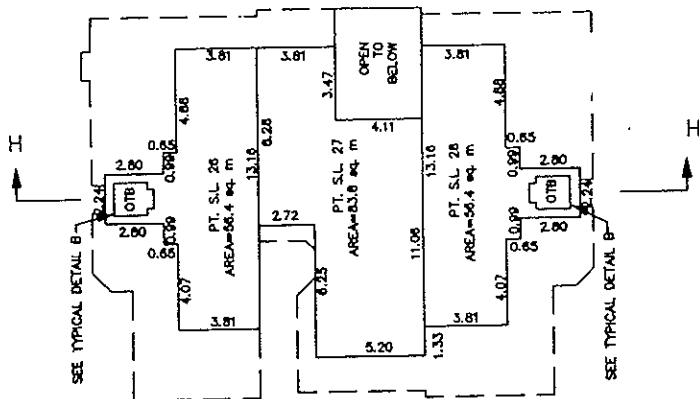 3.81
3.81
3.81
OPEN
TO
BELOW
3.47
4.11
4.88
4.88
H
H
2.80
0.65
0.99
PT. S.L 26
AREA=56.4 sq. m
13.16
6.28
PT. S.L 27
AREA=83.8 sq. m
13.16
PT. S.L 28
AREA=56.4 sq. m
0.65
0.99
2.80
OTB
OTB
2.80
0.99
0.65
2.72
0.99
0.65
2.80
4.07
6.25
11.06
4.07
3.81
5.20
1.33
3.81
SEE TYPICAL DETAIL B
SEE TYPICAL DETAIL B